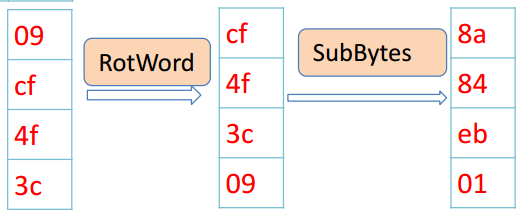 09
cf
4f
3c
RotWord
cf
4f
3c
09
SubBytes
8a
84
eb
01